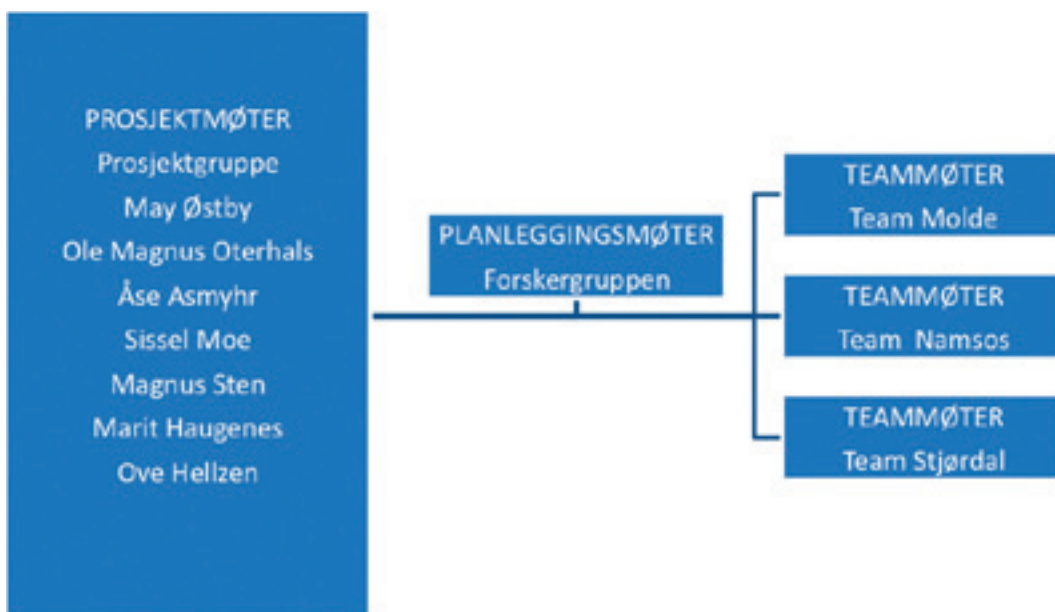 PROSJEKTMØTER
Prosjektgruppe
May Østby
Ole Magnus Oterhals
Åse Asmyhr
Sissel Moe
Magnus Sten
Marit Haugenes
Ove Hellzen
PLANLEGGINGSMØTER
Forskergruppen
TEAMMØTER
Team Molde
TEAMMØTER
Team Namsos
TEAMMØTER
Team Stjørdal